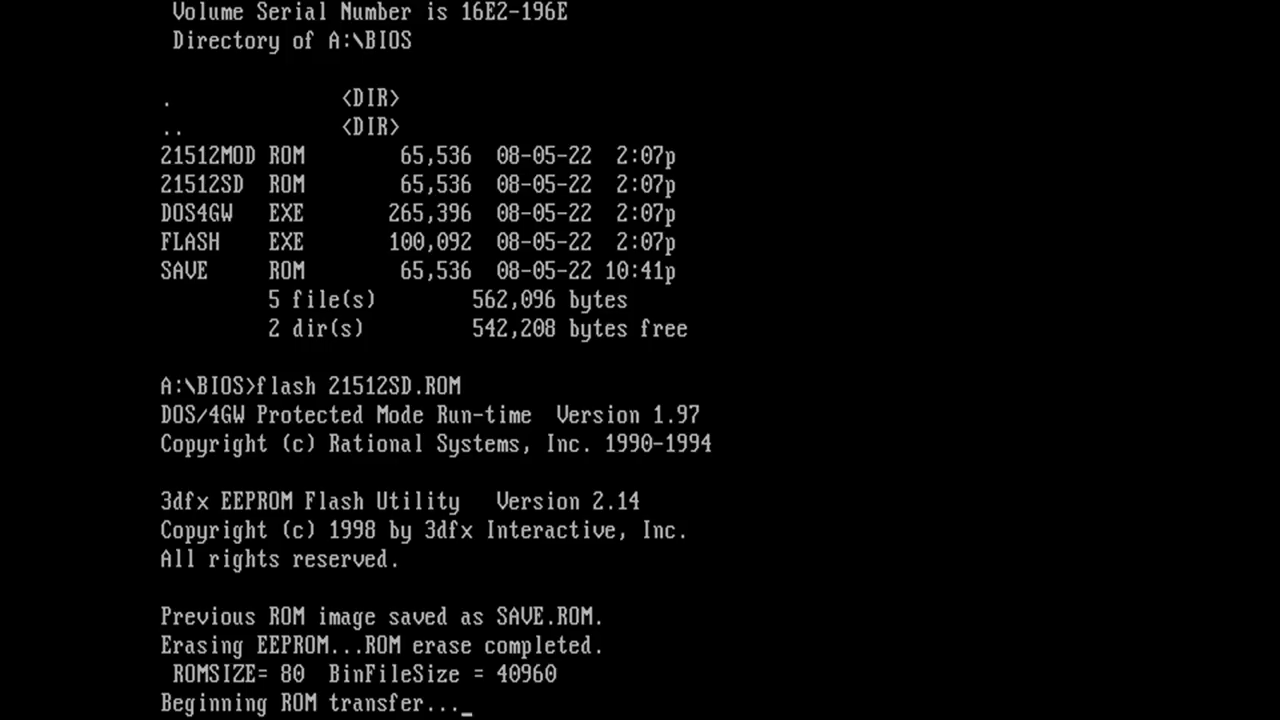 Volume Serial Number is 16E2-196E
Directory of A:\BIOS
. <DIR>
.. <DIR>
21512MOD ROM 65,536 08-05-22 2:07p
21512SD ROM 65,536 08-05-22 2:07p
DOS4GW EXE 265,396 08-05-22 2:07p
FLASH EXE 100,092 08-05-22 2:07p
SAVE ROM 65,536 08-05-22 10:41p
5 file(s) 562,096 bytes
2 dir(s) 542,208 bytes free
A:\BIOS>flash 21512SD.ROM
DOS/4GW Protected Mode Run-time Version 1.97
Copyright (c) Rational Systems, Inc. 1990-1994
3dfx EEPROM Flash Utility Version 2.14
Copyright (c) 1998 by 3dfx Interactive, Inc.
All rights reserved.
Previous ROM image saved as SAVE.ROM.
Erasing EEPROM...ROM erase completed.
ROMSIZE= 80 BinFileSize = 40960
Beginning ROM transfer..._